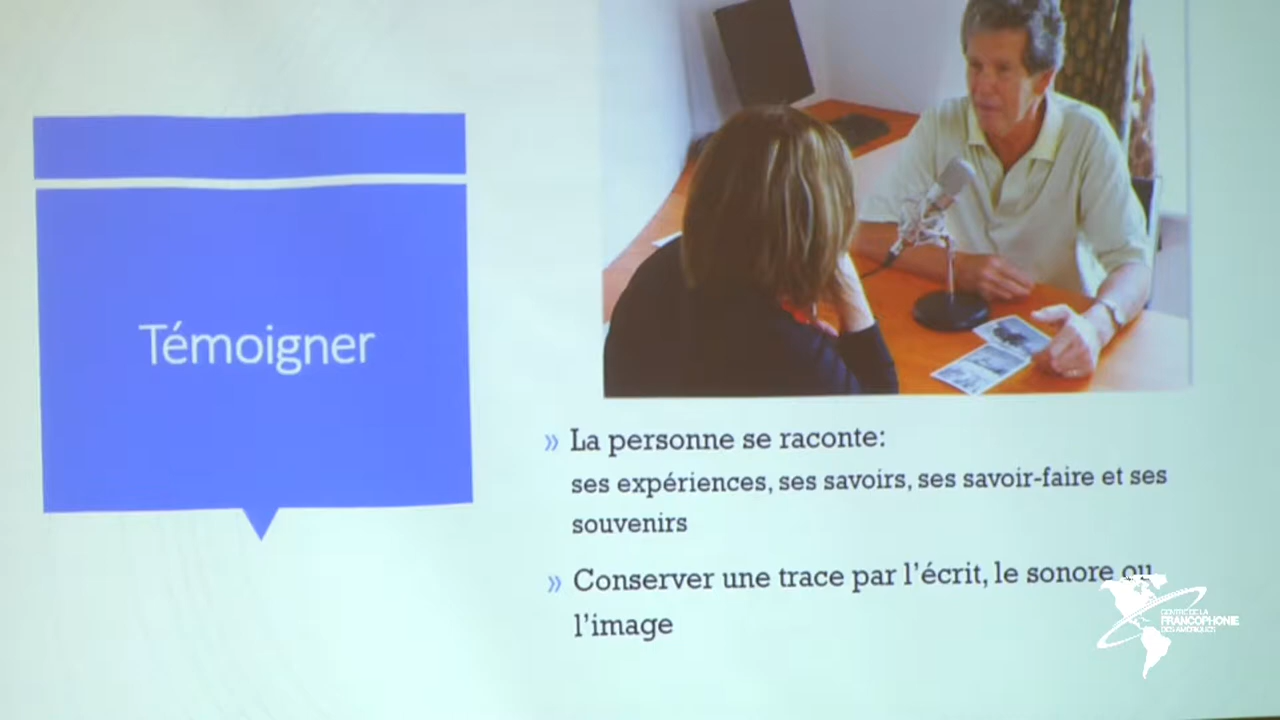 Témoigner
» La personne se raconte:
ses expériences, ses savoirs, ses savoir-faire et ses
souvenirs
» Conserver une trace par l'écrit, le sonore ou
l'image
CENTRE DE LA
FRANCOPHONIE
DES AMÉRIQUES